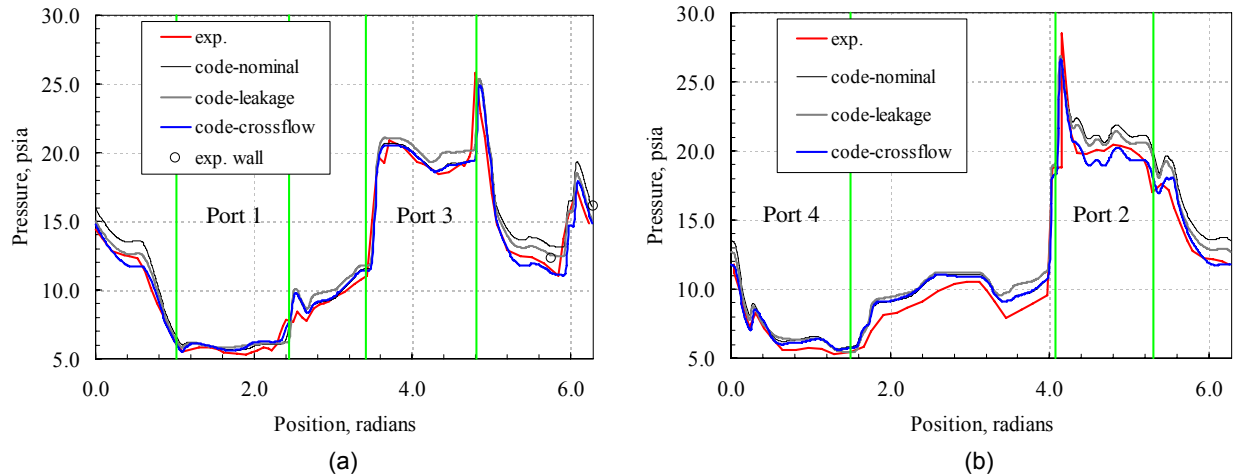 30.0
25.0
20.0
15.0
10.0
5.0
Pressure, psia
exp.
code-nominal
code-leakage
code-crossflow
exp. wall
Port 1
Port 3
0.0 2.0 4.0 6.0
Position, radians
(a)
30.0
25.0
20.0
15.0
10.0
5.0
Pressure, psia
exp.
code-nominal
code-leakage
code-crossflow
Port 4
Port 2
0.0 2.0 4.0 6.0
Position, radians
(b)